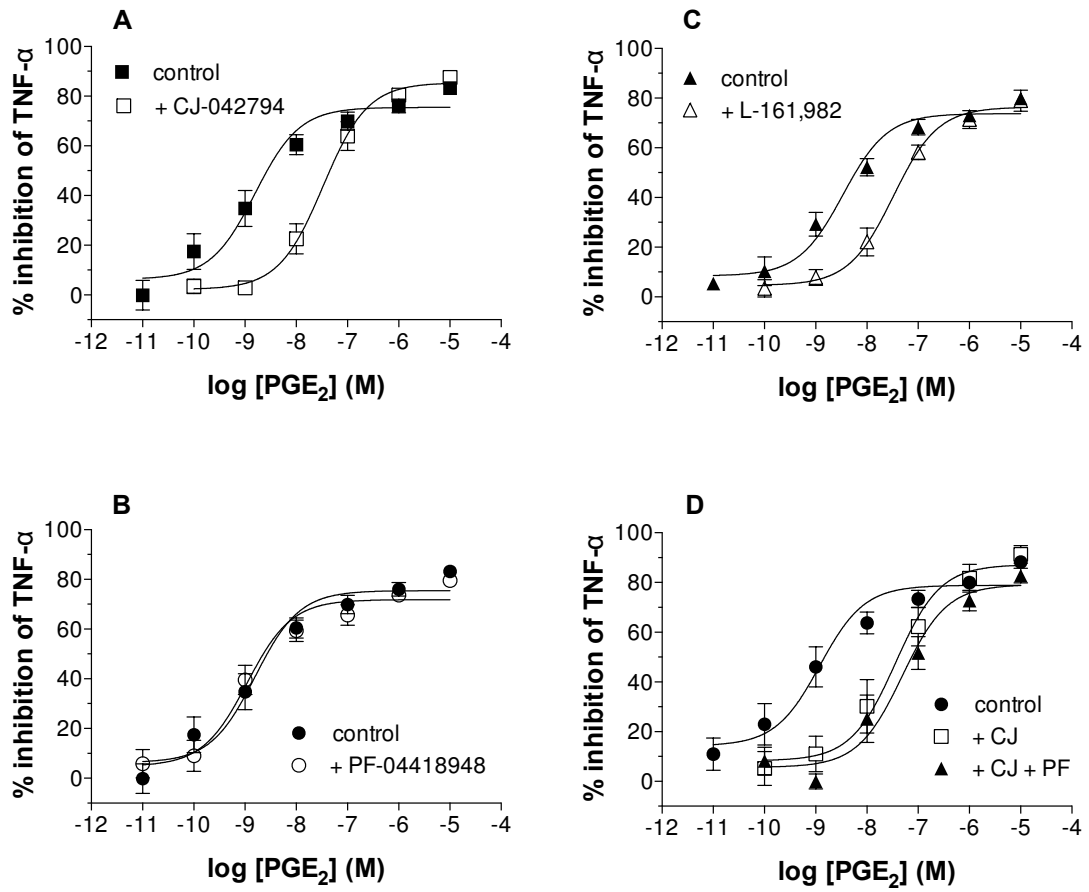 A
% inhibition of TNF-α
100
80
60
40
20
0
control
+ CJ-042794
-12 -11 -10 -9 -8 -7 -6 -5 -4
log [PGE₂] (M)
C
% inhibition of TNF-α
100
80
60
40
20
0
control
+ L-161,982
-12 -11 -10 -9 -8 -7 -6 -5 -4
log [PGE₂] (M)
B
% inhibition of TNF-α
100
80
60
40
20
0
control
+ PF-04418948
-12 -11 -10 -9 -8 -7 -6 -5 -4
log [PGE₂] (M)
D
% inhibition of TNF-α
100
80
60
40
20
0
control
+ CJ
+ CJ + PF
-12 -11 -10 -9 -8 -7 -6 -5 -4
log [PGE₂] (M)